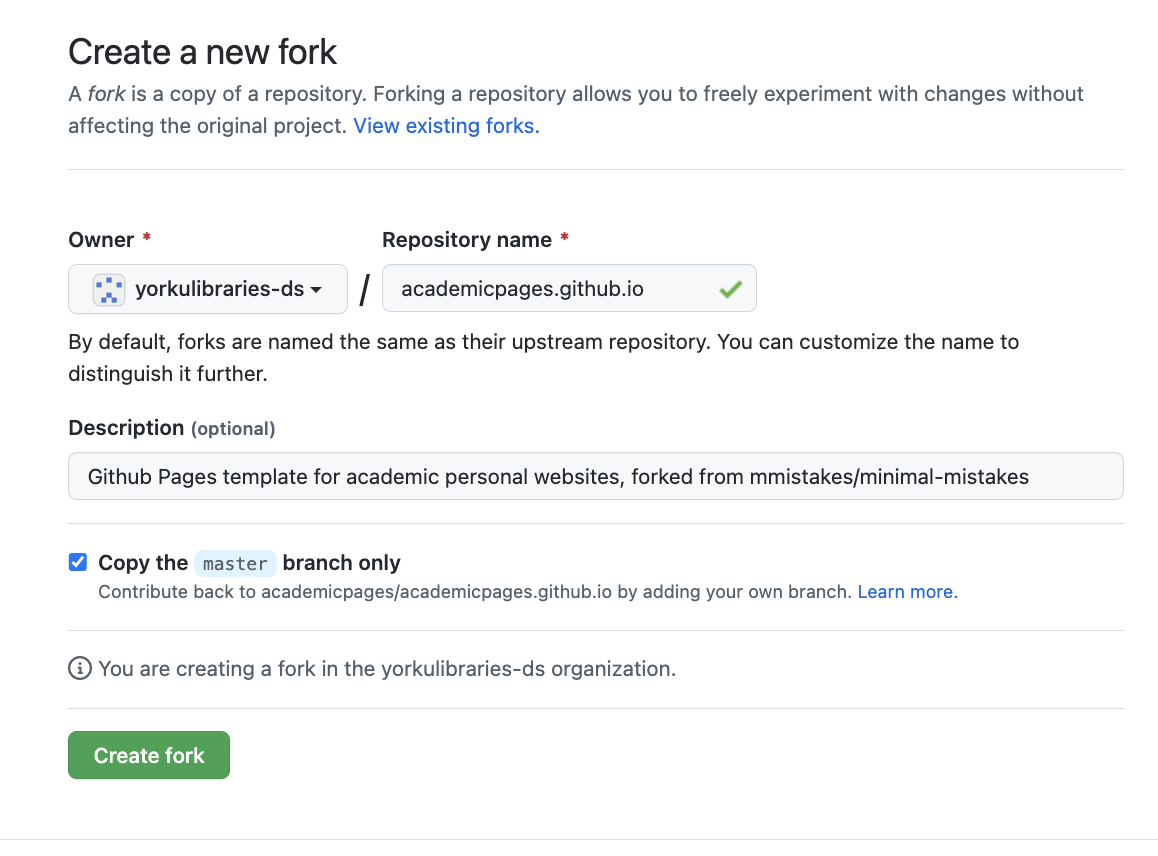 Create a new fork
A fork is a copy of a repository. Forking a repository allows you to freely experiment with changes without
affecting the original project. View existing forks.
Owner * Repository name *
yorkulibraries-ds / academicpages.github.io
By default, forks are named the same as their upstream repository. You can customize the name to
distinguish it further.
Description (optional)
Github Pages template for academic personal websites, forked from mmistakes/minimal-mistakes
Copy the master branch only
Contribute back to academicpages/academicpages.github.io by adding your own branch. Learn more.
You are creating a fork in the yorkulibraries-ds organization.
Create fork